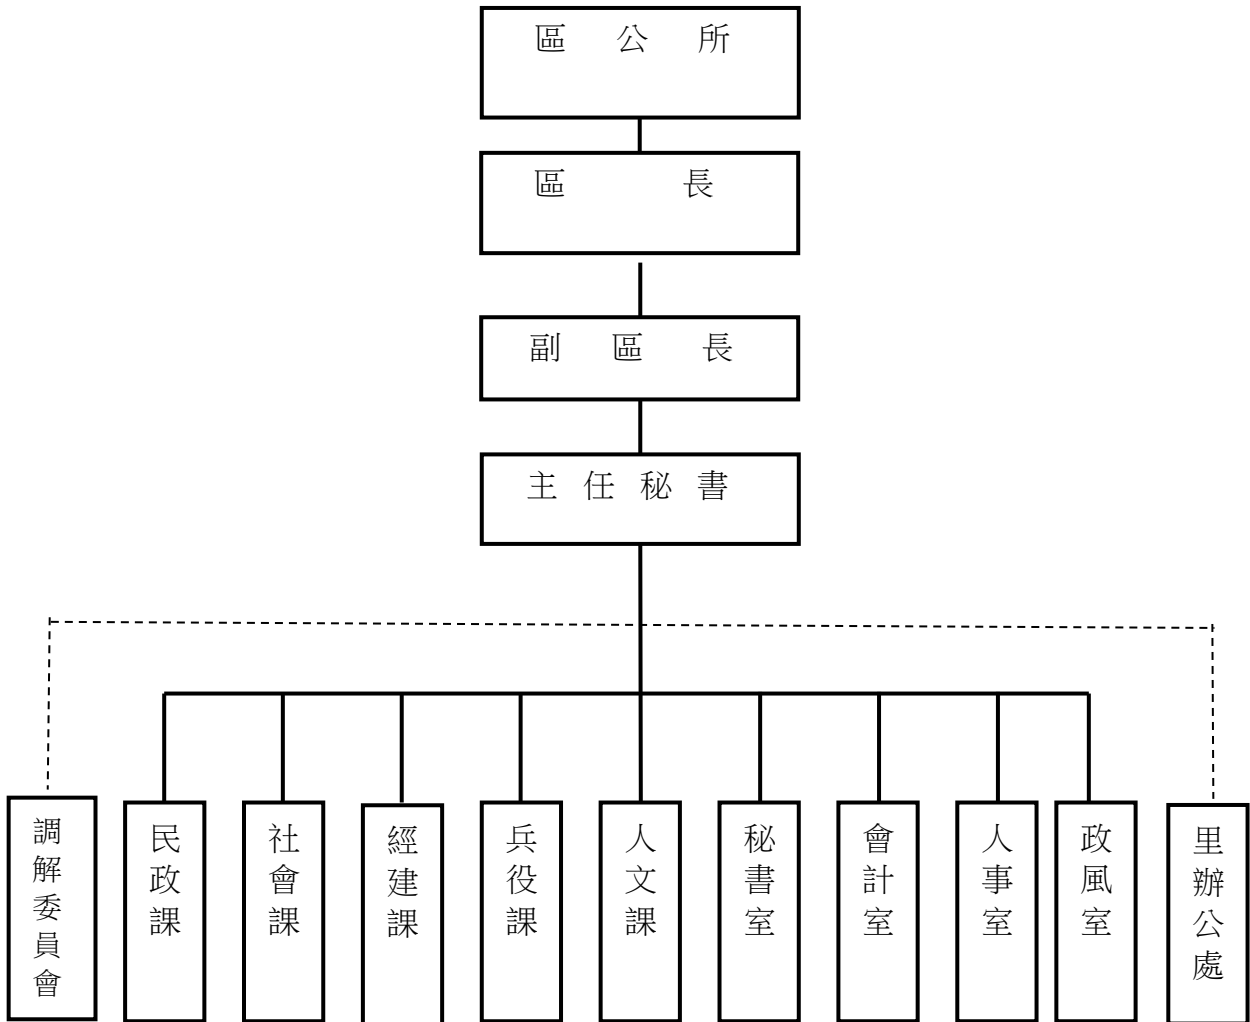 區公所
區長
副區長
主任秘書
調解委員會
民政課
社會課
經建課
兵役課
人文課
秘書室
會計室
人事室
政風室
里辦公處